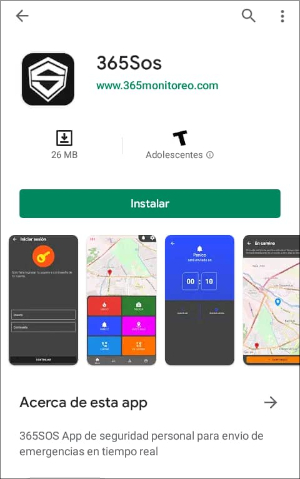 365Sos
www.365monitoreo.com
26 MB
Adolescentes
Instalar
Iniciar sesión
Panico
00 10
En camino
Acerca de esta app
365SOS App de seguridad personal para envio de
emergencias en tiempo real